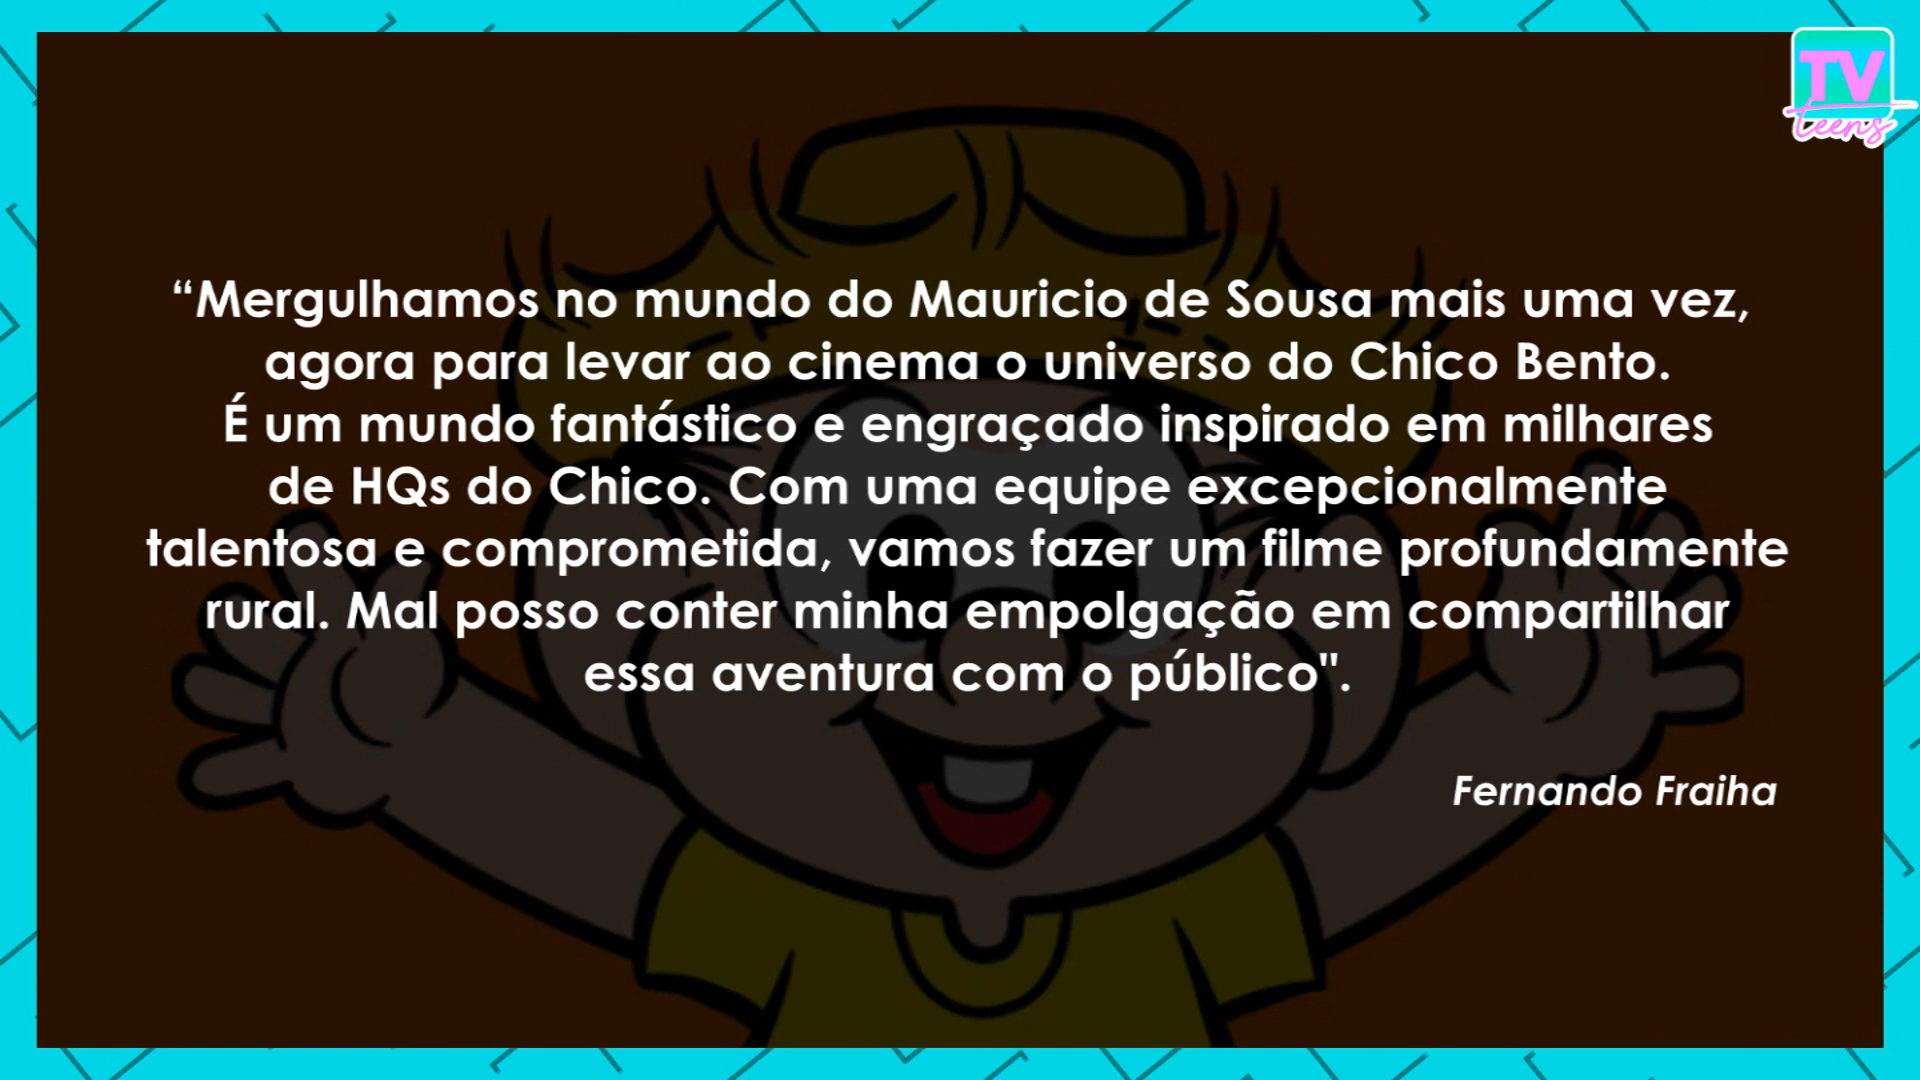 TV
teens
“Mergulhamos no mundo do Mauricio de Sousa mais uma vez,
agora para levar ao cinema o universo do Chico Bento.
É um mundo fantástico e engraçado inspirado em milhares
de HQs do Chico. Com uma equipe excepcionalmente
talentosa e comprometida, vamos fazer um filme profundamente
rural. Mal posso conter minha empolgação em compartilhar
essa aventura com o público".
Fernando Fraiha